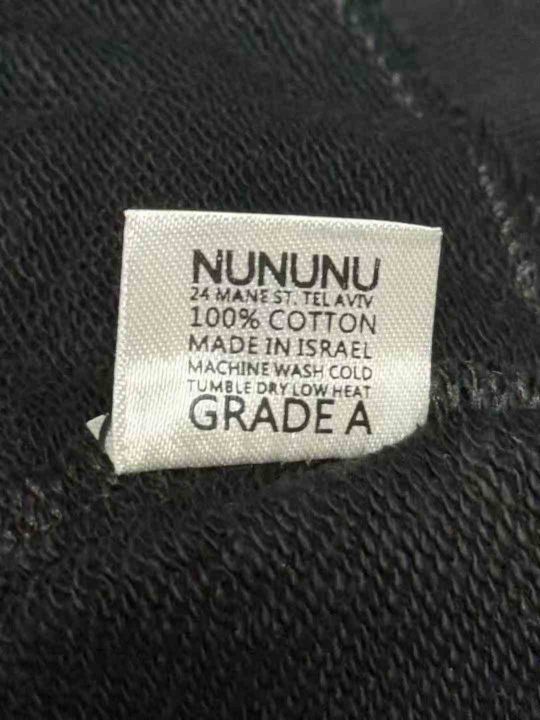 NUNUNU
24 MANE ST. TEL AVIV
100% COTTON
MADE IN ISRAEL
MACHINE WASH COLD
TUMBLE DRY LOW HEAT
GRADE A